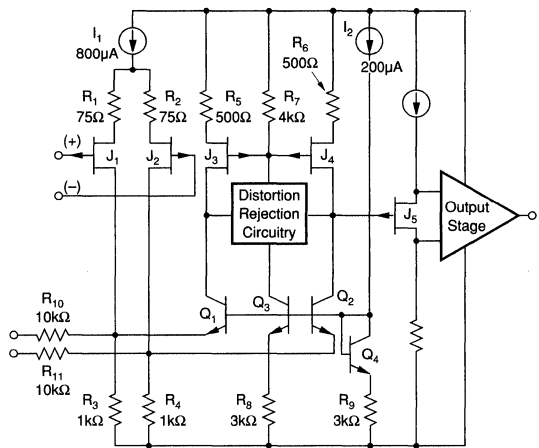 I1
800μA
I2
200μA
R6
500Ω
R1
75Ω
R2
75Ω
R5
500Ω
R7
4kΩ
(+)
J1
J2
J3
J4
(−)
Distortion
Rejection
Circuitry
J5
Output
Stage
R10
10kΩ
Q1
Q3
Q2
Q4
R11
10kΩ
R3
1kΩ
R4
1kΩ
R8
3kΩ
R9
3kΩ